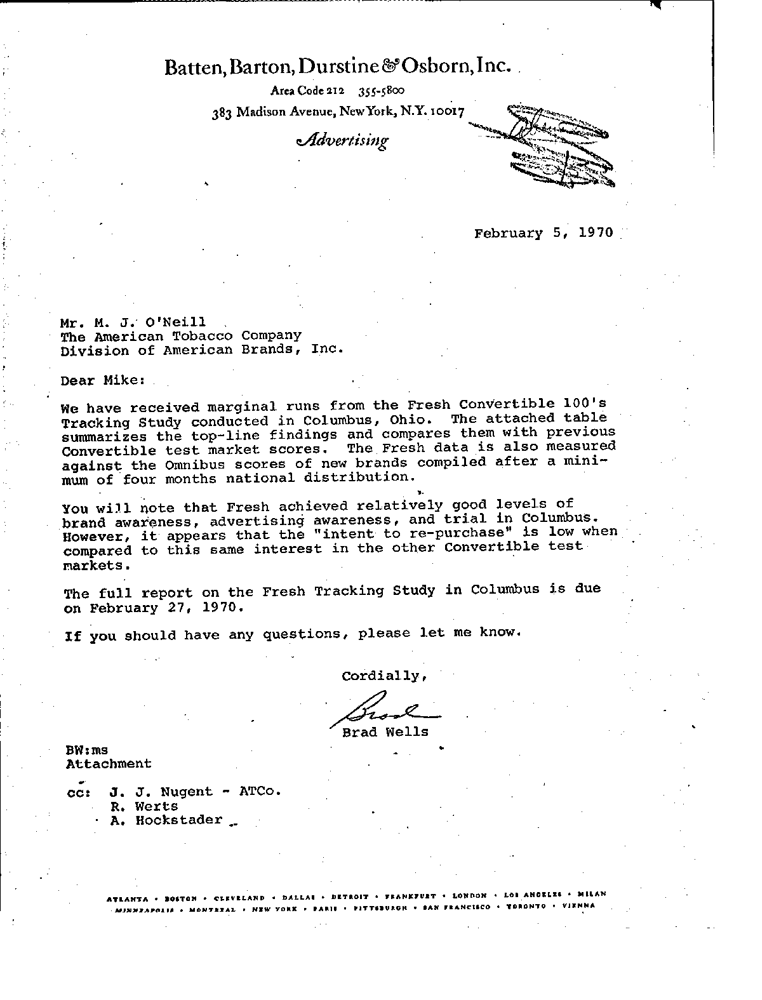 Batten, Barton, Durstine & Osborn, Inc.
Area Code 212 355-5800
383 Madison Avenue, New York, N.Y. 10017
Advertising
February 5, 1970
Mr. M. J. O'Neill
The American Tobacco Company
Division of American Brands, Inc.
Dear Mike:
We have received marginal runs from the Fresh Convertible 100's
Tracking Study conducted in Columbus, Ohio. The attached table
summarizes the top-line findings and compares them with previous
Convertible test market scores. The Fresh data is also measured
against the Omnibus scores of new brands compiled after a mini-
mum of four months national distribution.
You will note that Fresh achieved relatively good levels of
brand awareness, advertising awareness, and trial in Columbus.
However, it appears that the "intent to re-purchase" is low when
compared to this same interest in the other Convertible test
markets.
The full report on the Fresh Tracking Study in Columbus is due
on February 27, 1970.
If you should have any questions, please let me know.
Cordially,
Brad
Brad Wells
BW:ms
Attachment
cc: J. J. Nugent - ATCo.
R. Werts
A. Hockstader
ATLANTA • BOSTON • CLEVELAND • DALLAS • DETROIT • FRANKFURT • LONDON • LOS ANGELES • MILAN
MINNEAPOLIS • MONTREAL • NEW YORK • PARIS • PITTSBURGH • SAN FRANCISCO • TORONTO • VIENNA